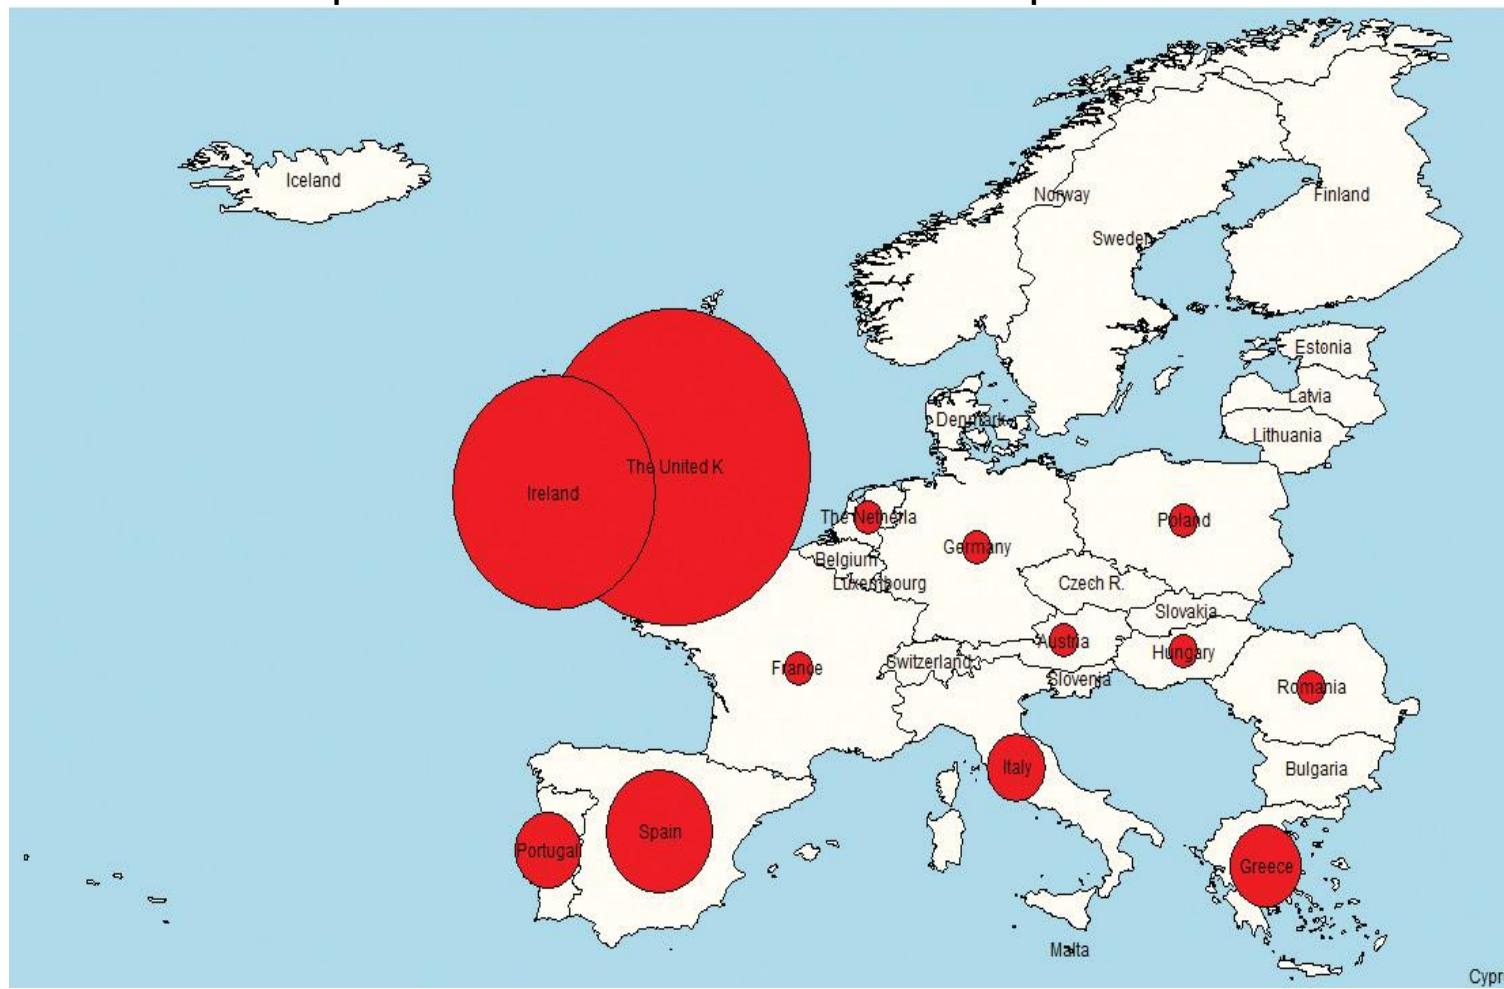 Iceland
Norway
Finland
Sweden
Estonia
Latvia
Denmark
Lithuania
The United K
Ireland
The Netherla
Poland
Germany
Belgium
Luxembourg
Czech R.
Slovakia
Austria
Hungary
Switzerland
France
Slovenia
Romania
Italy
Bulgaria
Spain
Portugal
Greece
Malta
Cypr